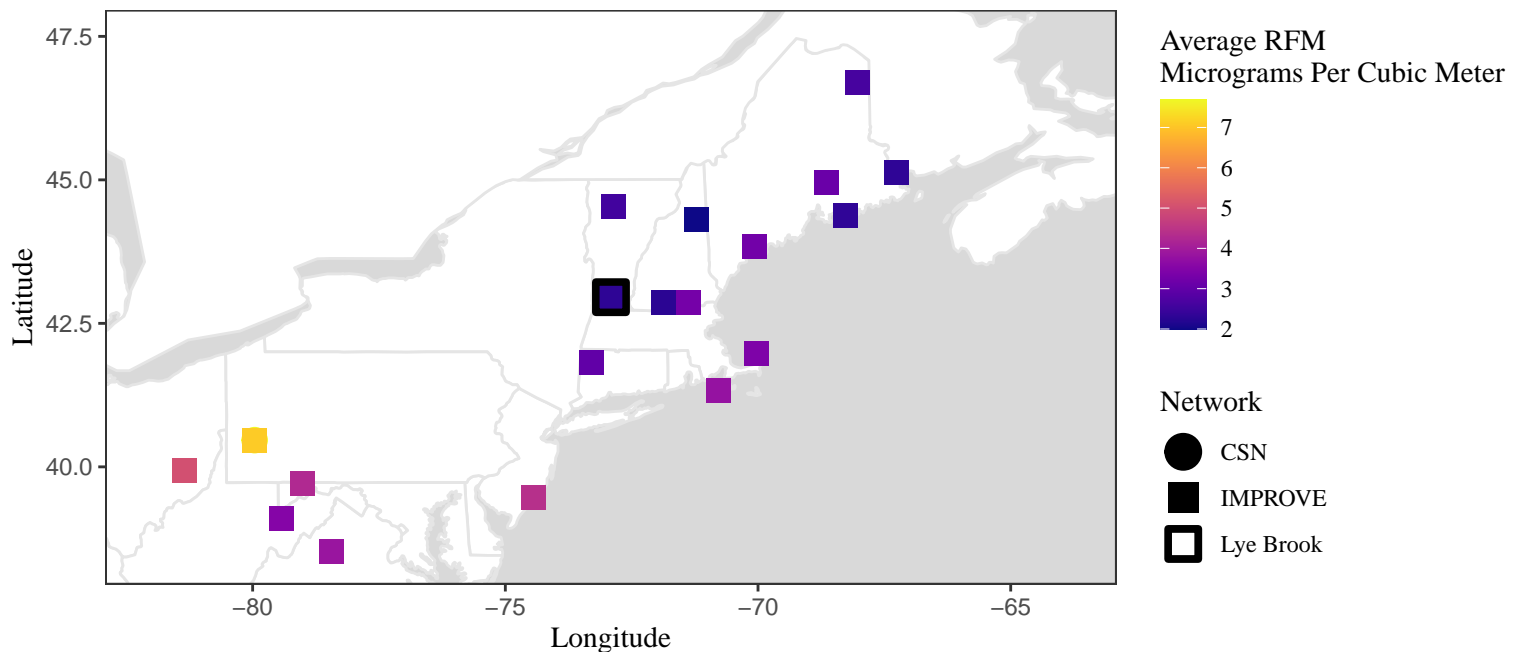 Average RFM
Micrograms Per Cubic Meter
7
6
5
4
3
2
Network
CSN
IMPROVE
Lye Brook
Latitude
47.5
45.0
42.5
40.0
−80
−75
−70
−65
Longitude